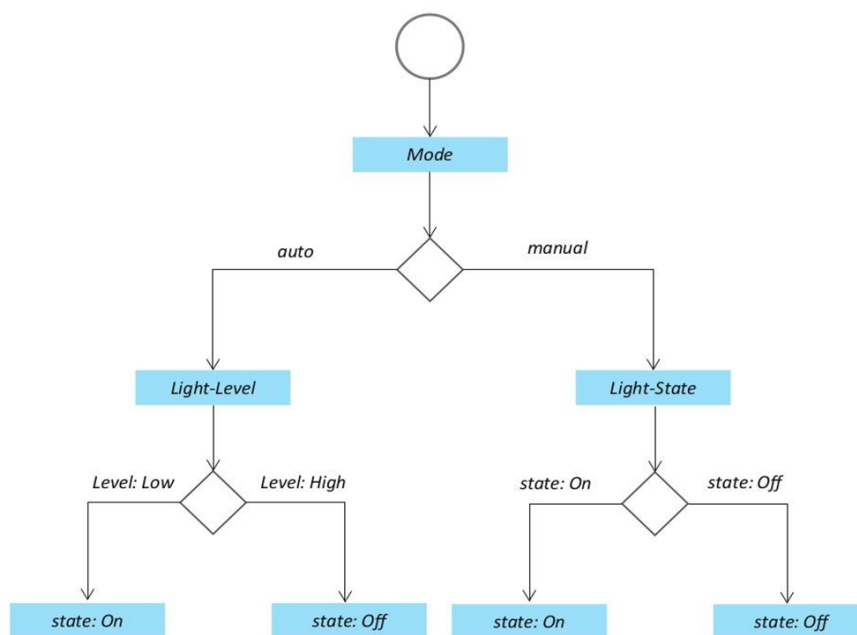 Mode
auto
manual
Light-Level
Light-State
Level: Low
Level: High
state: On
state: Off
state: On
state: Off
state: On
state: Off